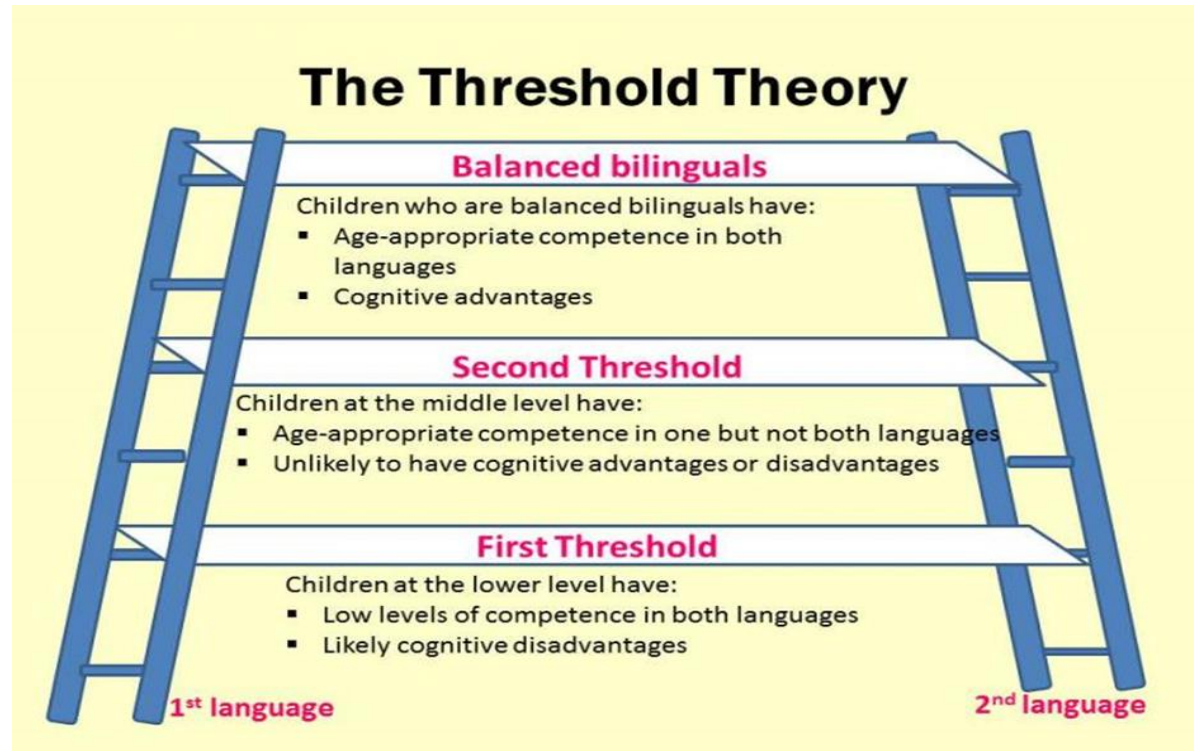 The Threshold Theory
Balanced bilinguals
Children who are balanced bilinguals have:
▪ Age-appropriate competence in both
languages
▪ Cognitive advantages
Second Threshold
Children at the middle level have:
▪ Age-appropriate competence in one but not both languages
▪ Unlikely to have cognitive advantages or disadvantages
First Threshold
Children at the lower level have:
▪ Low levels of competence in both languages
▪ Likely cognitive disadvantages
1st language
2nd language